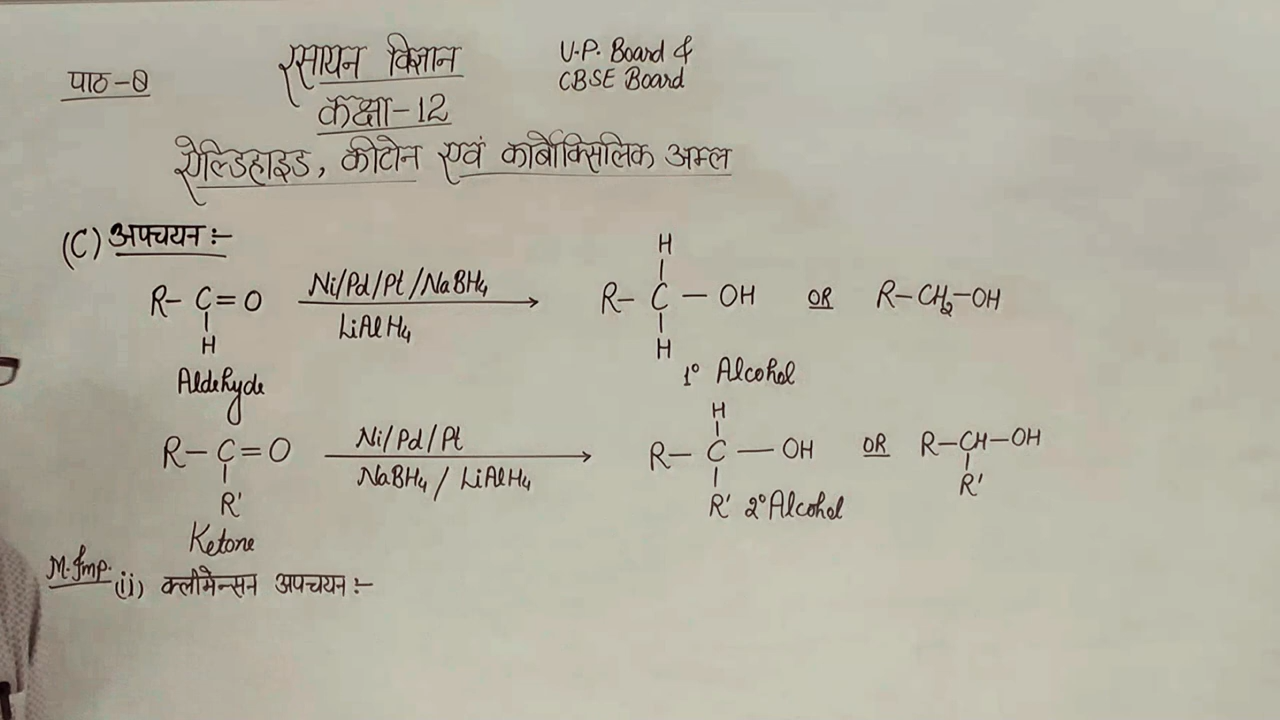 रसायन विज्ञान U.P. Board &
पाठ-8 CBSE Board
कक्षा-12
ऐल्डिहाइड, कीटोन एवं कार्बोक्सिलिक अम्ल
(C) अपचयन :-
H
Ni/Pd/Pt/NaBH4
R- C=O R- C - OH OR R-CH2-OH
LiAlH4
H H
Aldehyde 1° Alcohol
H
Ni/Pd/Pt
R-C=O R- C - OH OR R-CH-OH
NaBH4 / LiAlH4
R' R' 2° Alcohol R'
Ketone
M. Imp. (ii) क्लीमेन्सन अपचयन :-